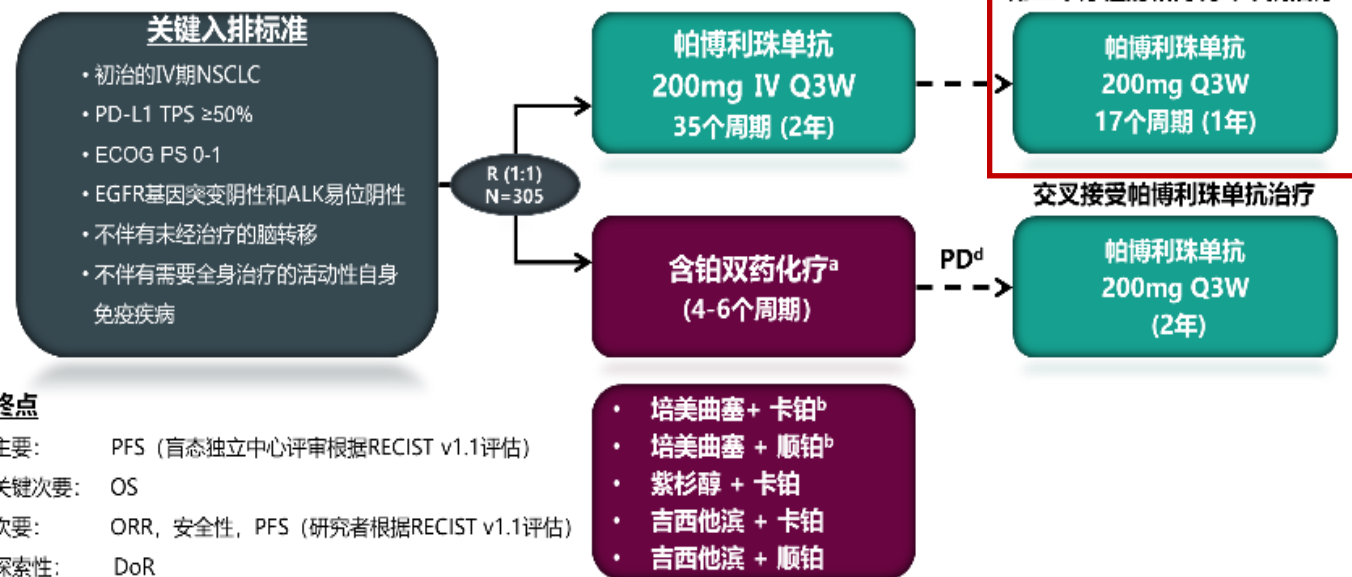 关键入排标准
• 初治的IV期NSCLC
• PD-L1 TPS ≥50%
• ECOG PS 0-1
• EGFR基因突变阴性和ALK易位阴性
• 不伴有未经治疗的脑转移
• 不伴有需要全身治疗的活动性自身
免疫疾病
R (1:1)
N=305
帕博利珠单抗
200mg IV Q3W
35个周期 (2年)
帕博利珠单抗
200mg Q3W
17个周期 (1年)
含铂双药化疗ᵃ
(4-6个周期)
PDᵈ
交叉接受帕博利珠单抗治疗
帕博利珠单抗
200mg Q3W
(2年)
• 培美曲塞+ 卡铂ᵇ
• 培美曲塞 + 顺铂ᵇ
• 紫杉醇 + 卡铂
• 吉西他滨 + 卡铂
• 吉西他滨 + 顺铂
终点
主要: PFS（盲态独立中心评审根据RECIST v1.1评估）
关键次要: OS
次要: ORR，安全性，PFS（研究者根据RECIST v1.1评估）
探索性: DoR